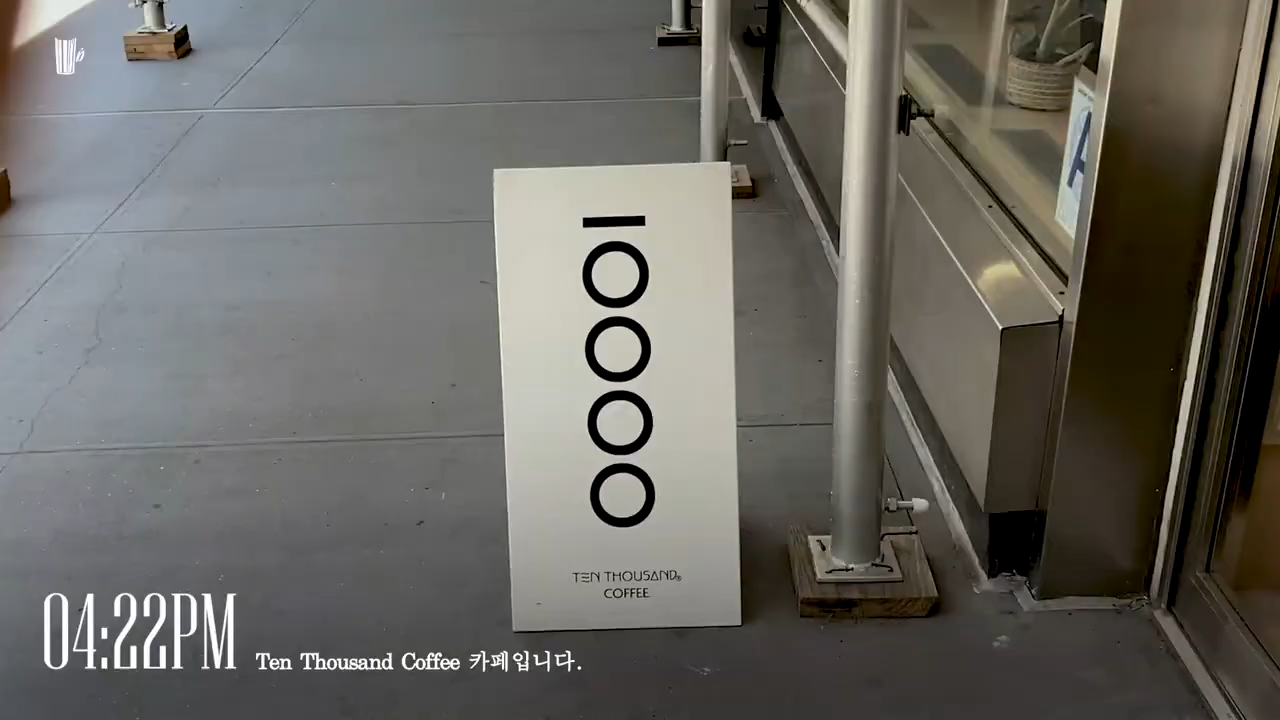 10000
TEN THOUSAND®
COFFEE
A
04:22PM
Ten Thousand Coffee 카페입니다.